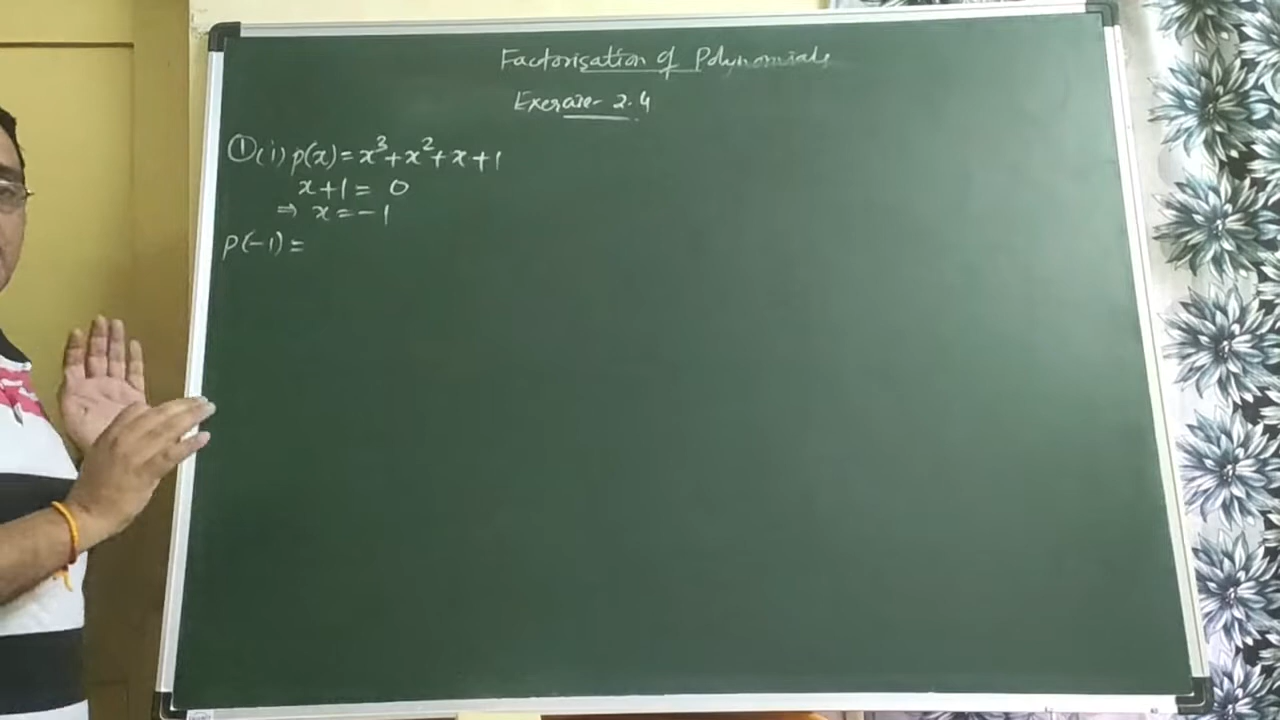 Factorisation of Polynomials
Exercise- 2.4
① (i) p(x) = x³ + x² + x + 1
x + 1 = 0
⇒ x = -1
p(-1) =